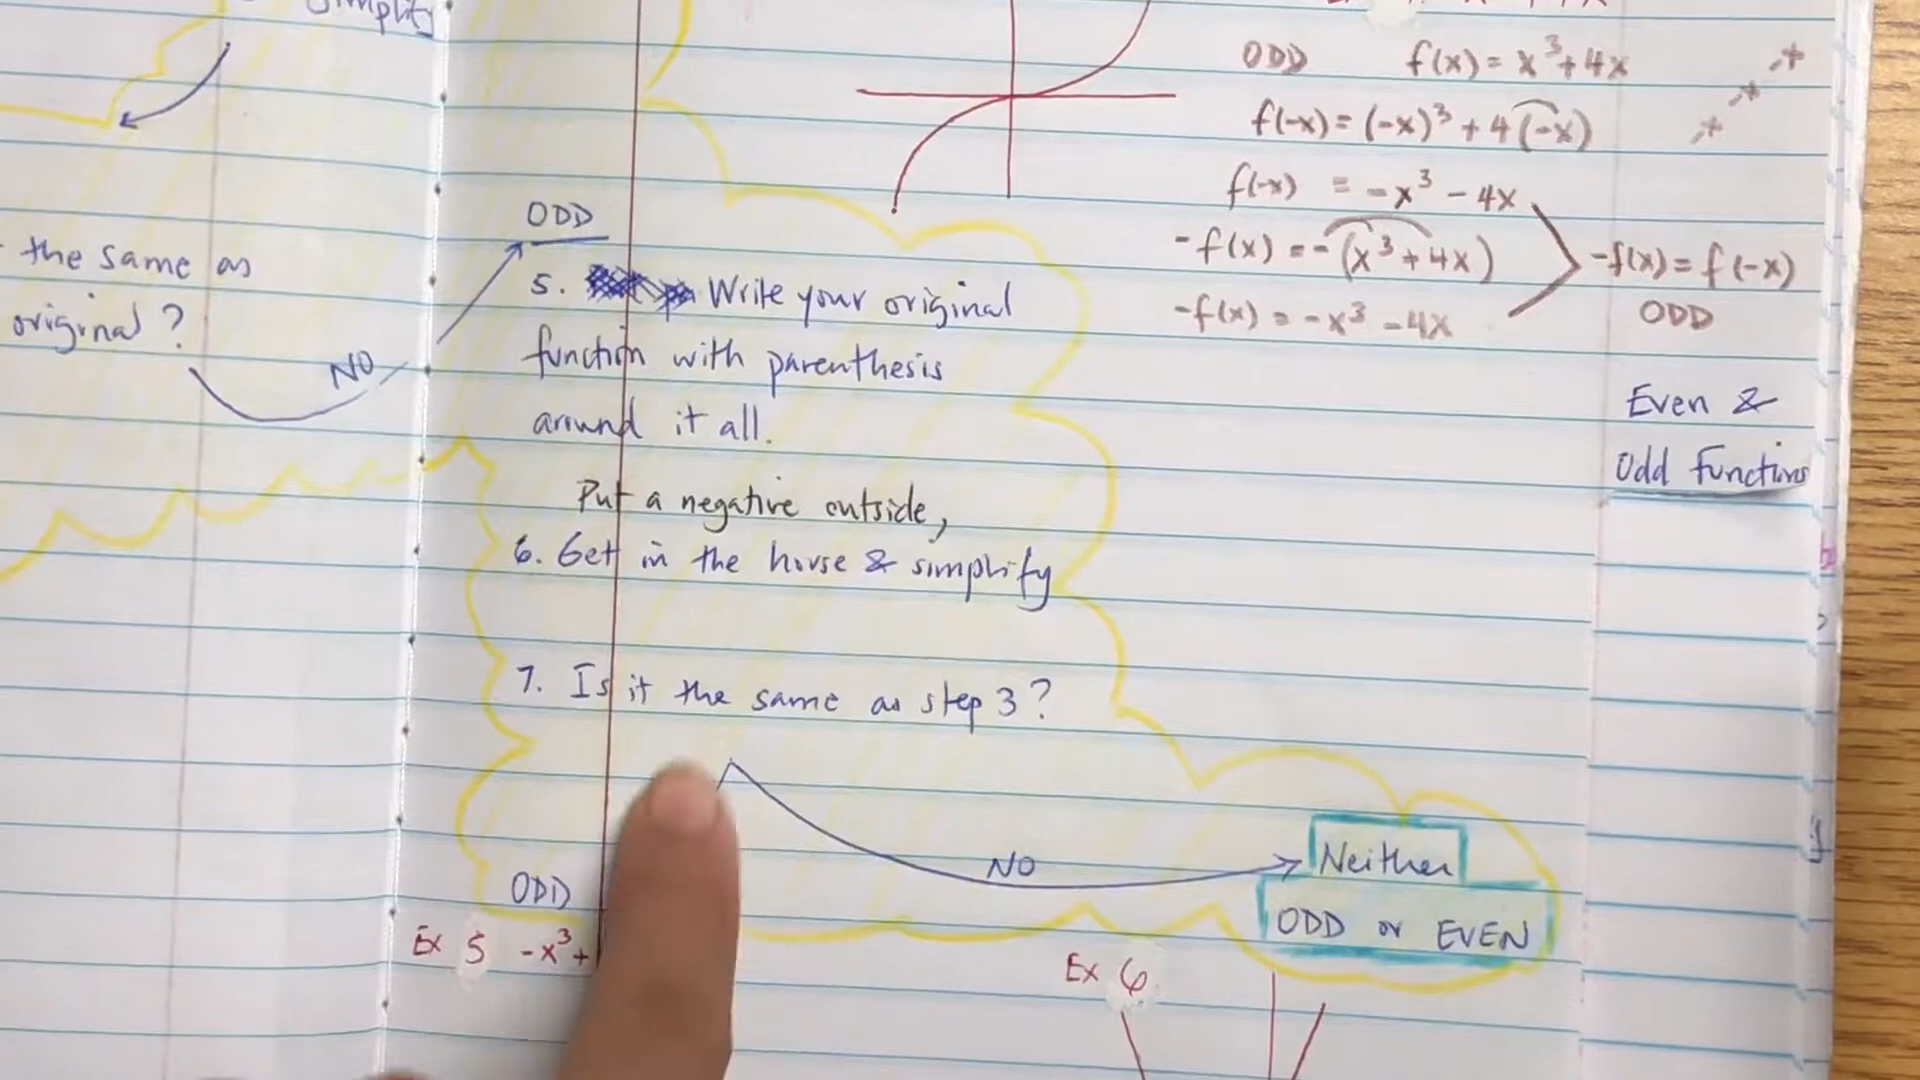 Simplify
the same as
original ?
NO
ODD
5. Write your original
function with parenthesis
around it all.
Put a negative outside,
6. Get in the horse & simplify
7. Is it the same as step 3?
NO
Neither
ODD or EVEN
ODD
Ex 5 -x³+
Ex 6
ODD f(x) = x³+4x
f(-x) = (-x)³ + 4(-x)
f(-x) = -x³ - 4x
-f(x) = -(x³+4x)
-f(x) = -x³ -4x
-f(x) = f(-x)
ODD
Even &
Odd Functions